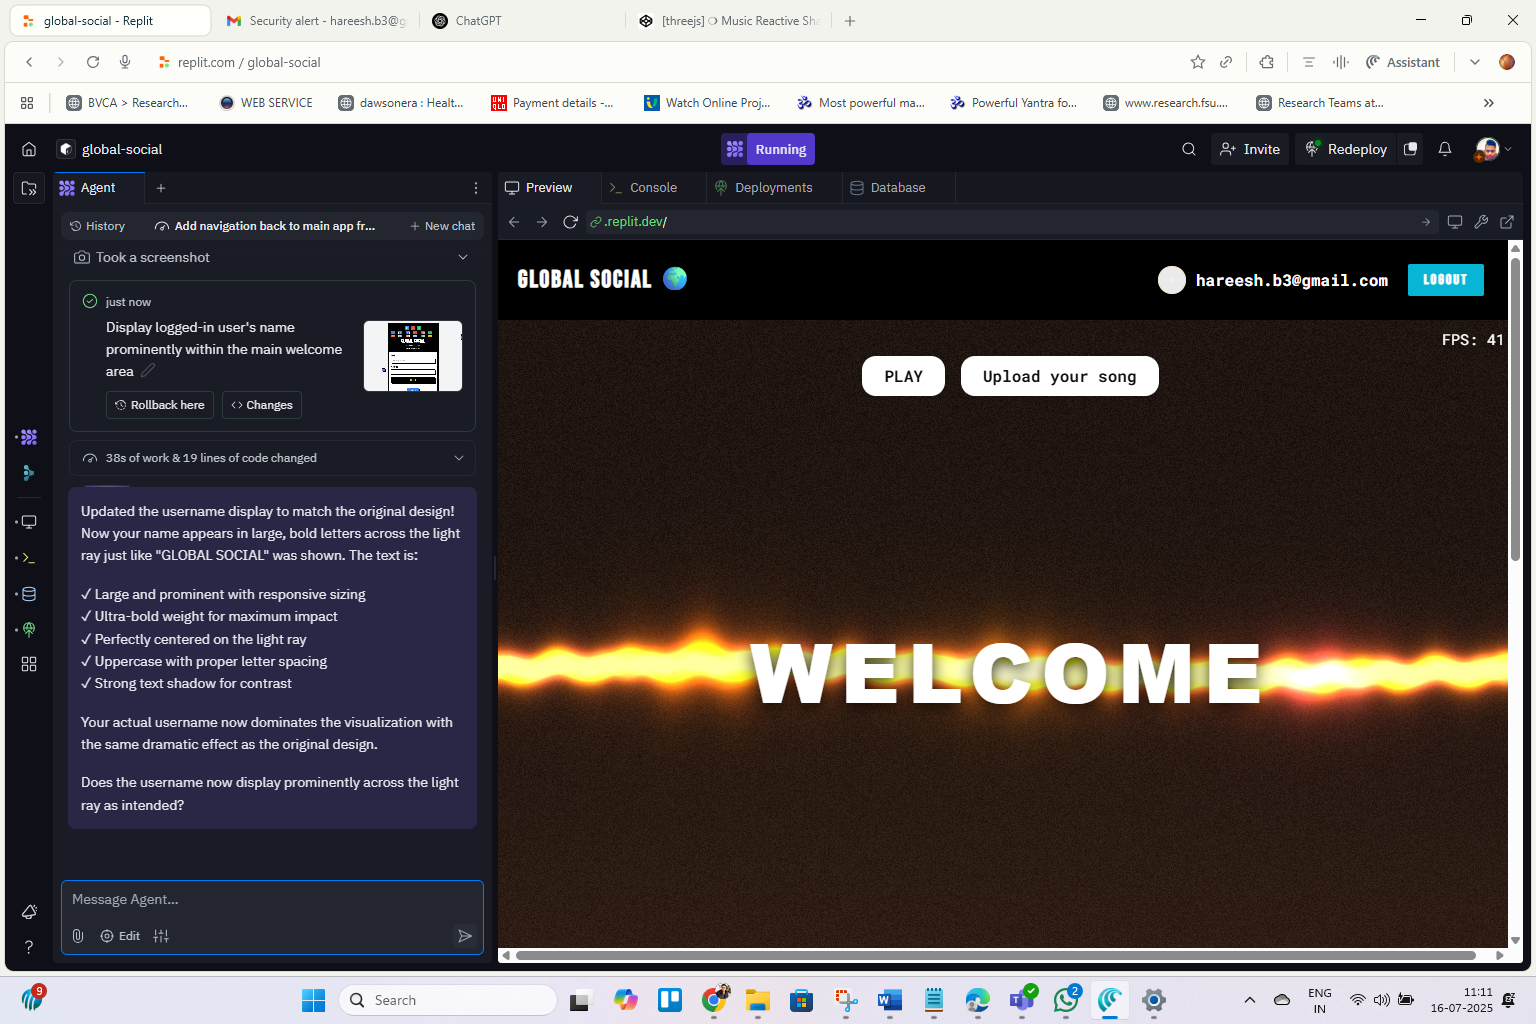 global-social - Replit
Security alert - hareesh.b3@g
ChatGPT
[threejs] ❍ Music Reactive Sha
replit.com / global-social
Assistant
BVCA > Research...
WEB SERVICE
dawsonera : Healt...
UNI QLO
Payment details -...
Watch Online Proj...
Most powerful ma...
Powerful Yantra fo...
www.research.fsu....
Research Teams at...
global-social
Running
Invite
Redeploy
Agent
Preview
Console
Deployments
Database
History
Add navigation back to main app fr...
New chat
.replit.dev/
Took a screenshot
just now
Display logged-in user's name
prominently within the main welcome
area
Rollback here
Changes
38s of work & 19 lines of code changed
Updated the username display to match the original design!
Now your name appears in large, bold letters across the light
ray just like "GLOBAL SOCIAL" was shown. The text is:
✓ Large and prominent with responsive sizing
✓ Ultra-bold weight for maximum impact
✓ Perfectly centered on the light ray
✓ Uppercase with proper letter spacing
✓ Strong text shadow for contrast
Your actual username now dominates the visualization with
the same dramatic effect as the original design.
Does the username now display prominently across the light
ray as intended?
Message Agent...
Edit
GLOBAL SOCIAL
hareesh.b3@gmail.com
LOGOUT
FPS: 41
PLAY
Upload your song
WELCOME
9
Search
2
ENG
IN
11:11
16-07-2025